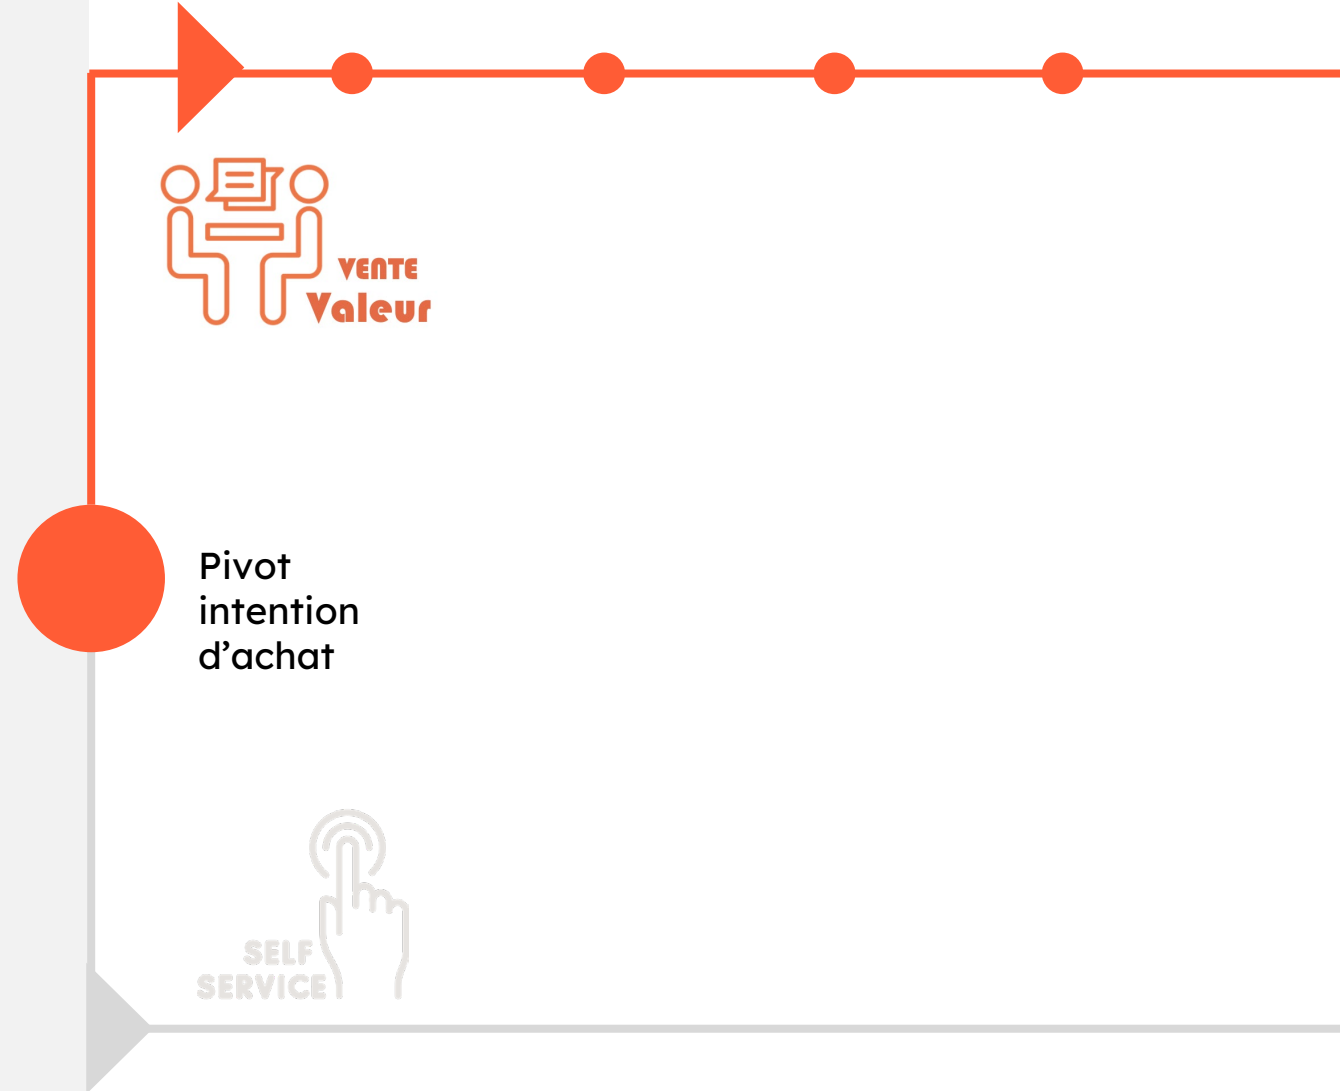 VENTE
Valeur
Pivot
intention
d’achat
SELF
SERVICE